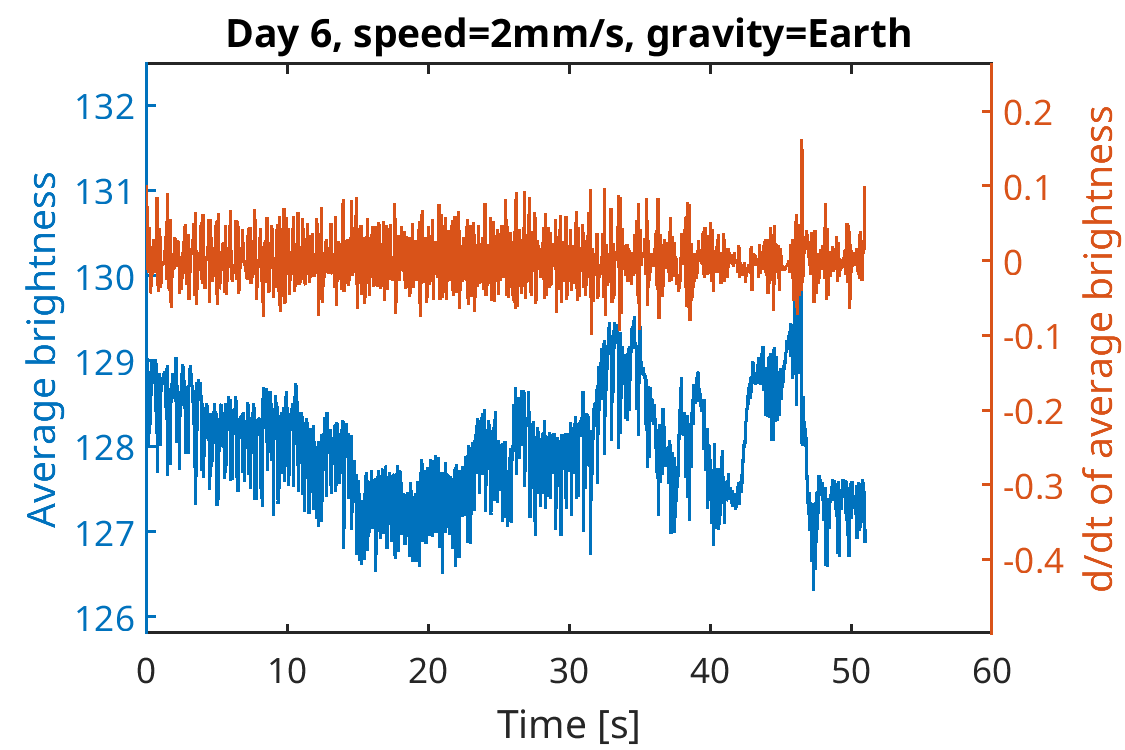 Day 6, speed=2mm/s, gravity=Earth
Average brightness
132
131
130
129
128
127
126
0.2
0.1
0
-0.1
-0.2
-0.3
-0.4
d/dt of average brightness
0 10 20 30 40 50 60
Time [s]